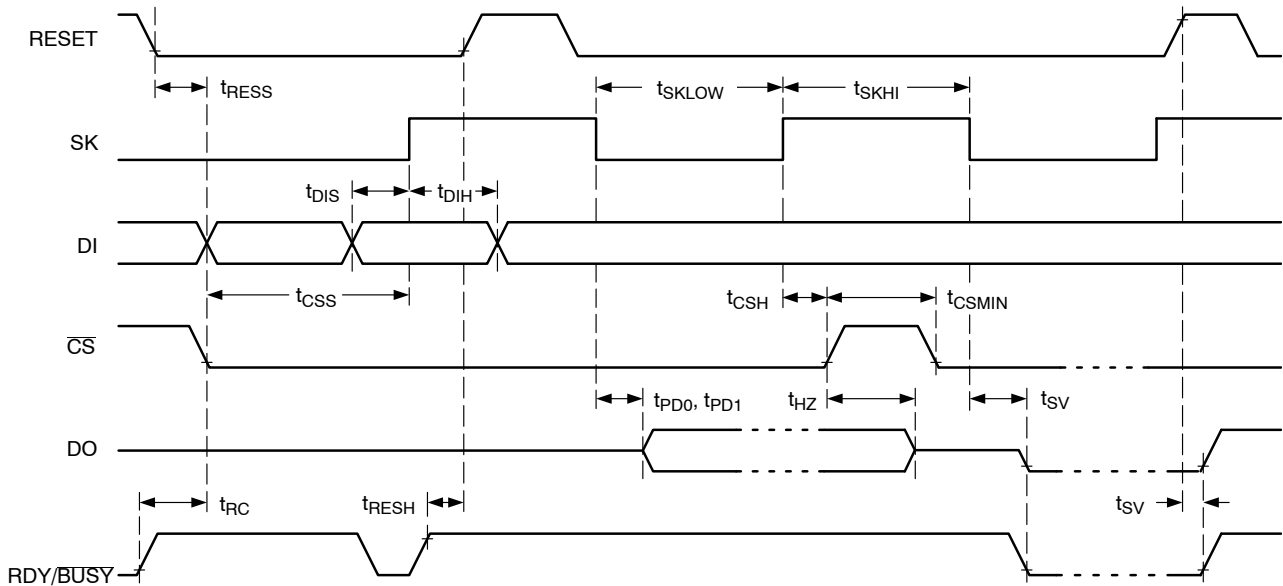 RESET
tRESS
tSKLOW
tSKHI
SK
tDIS
tDIH
DI
tCSS
tCSH
tCSMIN
CS
tPD0, tPD1
tHZ
tSV
DO
tRC
tRESH
tSV
RDY/BUSY